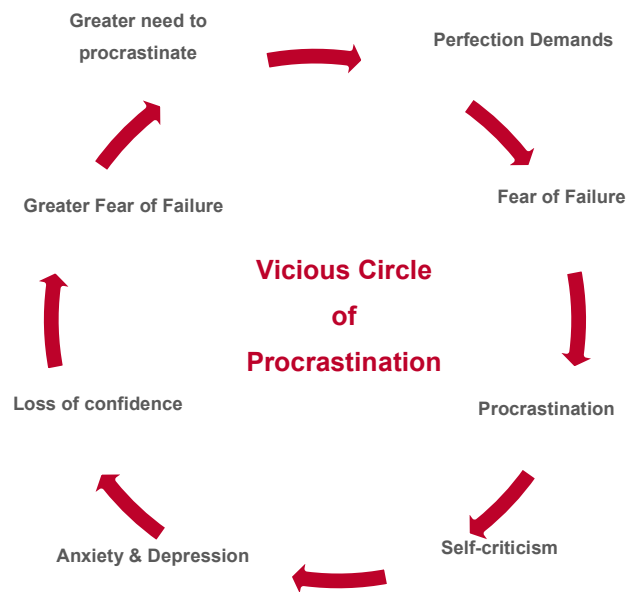 Greater need to
procrastinate
Perfection Demands
Fear of Failure
Greater Fear of Failure
Vicious Circle
of
Procrastination
Loss of confidence
Procrastination
Self-criticism
Anxiety & Depression